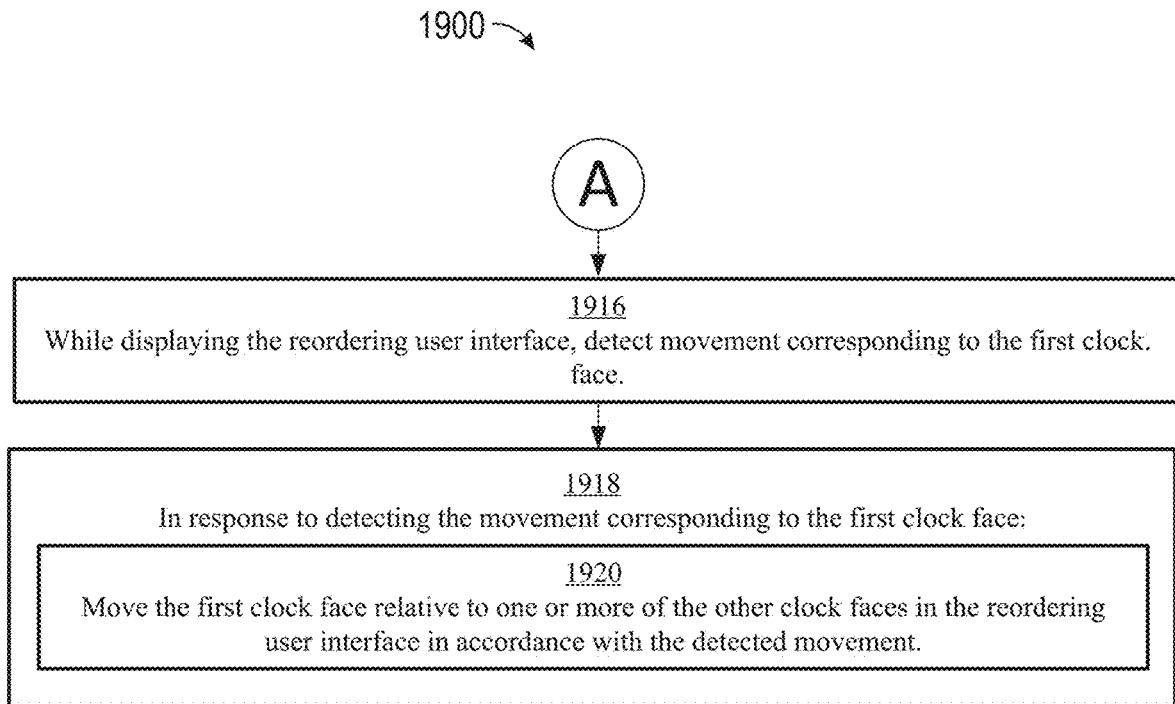 1900
A
1916
While displaying the reordering user interface, detect movement corresponding to the first clock.
face.
1918
In response to detecting the movement corresponding to the first clock face:
1920
Move the first clock face relative to one or more of the other clock faces in the reordering
user interface in accordance with the detected movement.